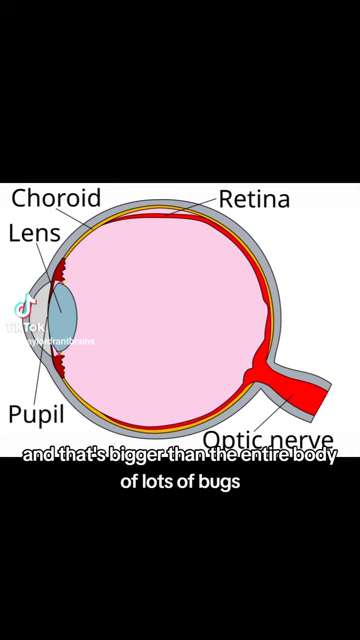 Choroid
Retina
Lens
TikTok
Pupil
Optic nerve
and that's bigger than the entire body
of lots of bugs